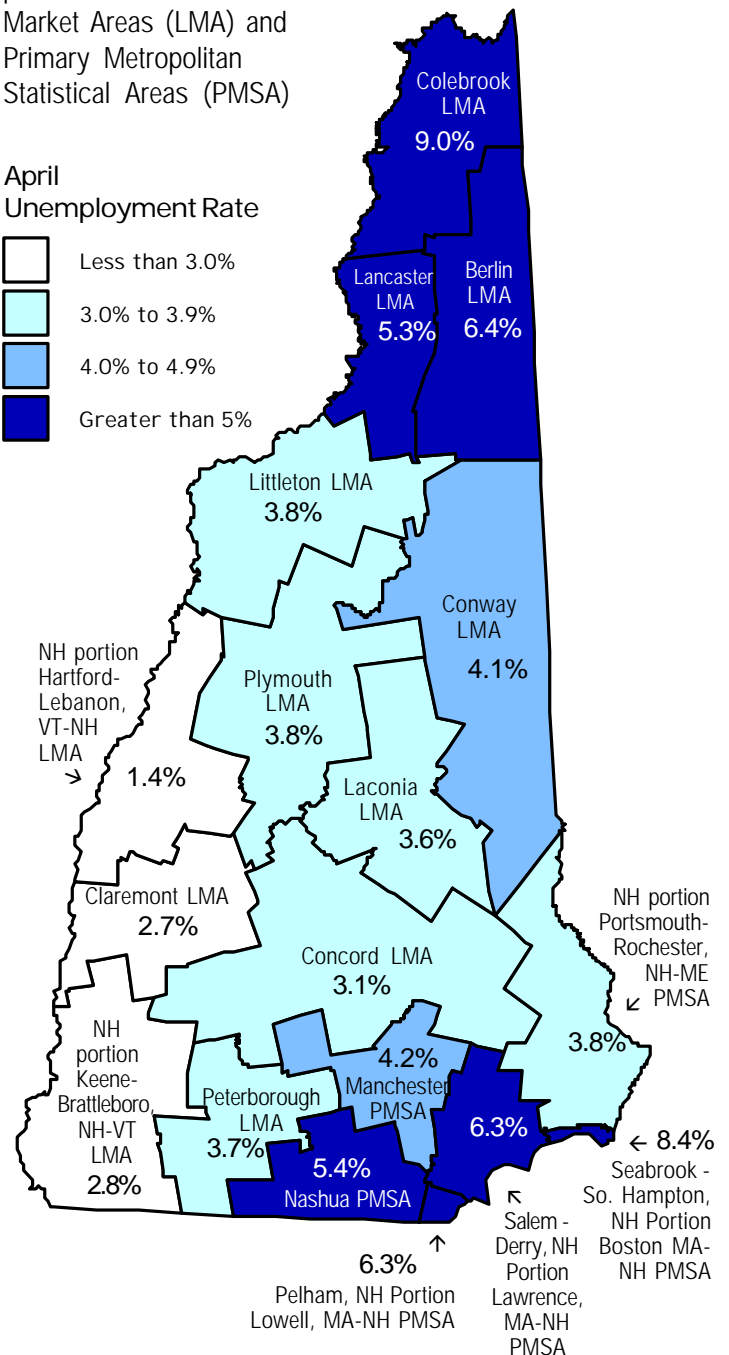 Market Areas (LMA) and
Primary Metropolitan
Statistical Areas (PMSA)
April
Unemployment Rate
Less than 3.0%
3.0% to 3.9%
4.0% to 4.9%
Greater than 5%
Colebrook
LMA
9.0%
Lancaster
LMA
5.3%
Berlin
LMA
6.4%
Littleton LMA
3.8%
Conway
LMA
4.1%
NH portion
Hartford-
Lebanon,
VT-NH
LMA
1.4%
Plymouth
LMA
3.8%
Laconia
LMA
3.6%
Claremont LMA
2.7%
Concord LMA
3.1%
NH portion
Portsmouth-
Rochester,
NH-ME
PMSA
3.8%
NH
portion
Keene-
Brattleboro,
NH-VT
LMA
2.8%
Peterborough
LMA
3.7%
4.2%
Manchester
PMSA
5.4%
Nashua PMSA
6.3%
← 8.4%
Seabrook -
So. Hampton,
NH Portion
Boston MA-
NH PMSA
Salem -
Derry, NH
Portion
Lawrence,
MA-NH
PMSA
6.3%
Pelham, NH Portion
Lowell, MA-NH PMSA